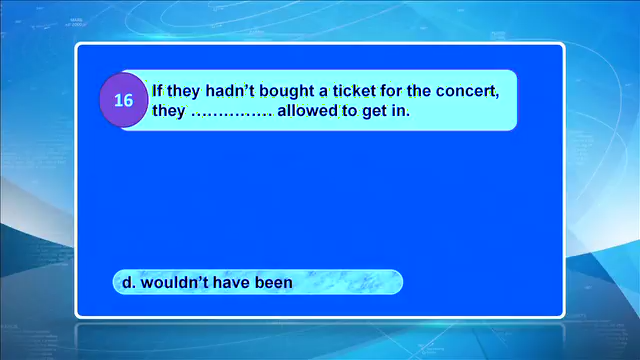 16
If they hadn't bought a ticket for the concert,
they …………… allowed to get in.
d. wouldn't have been